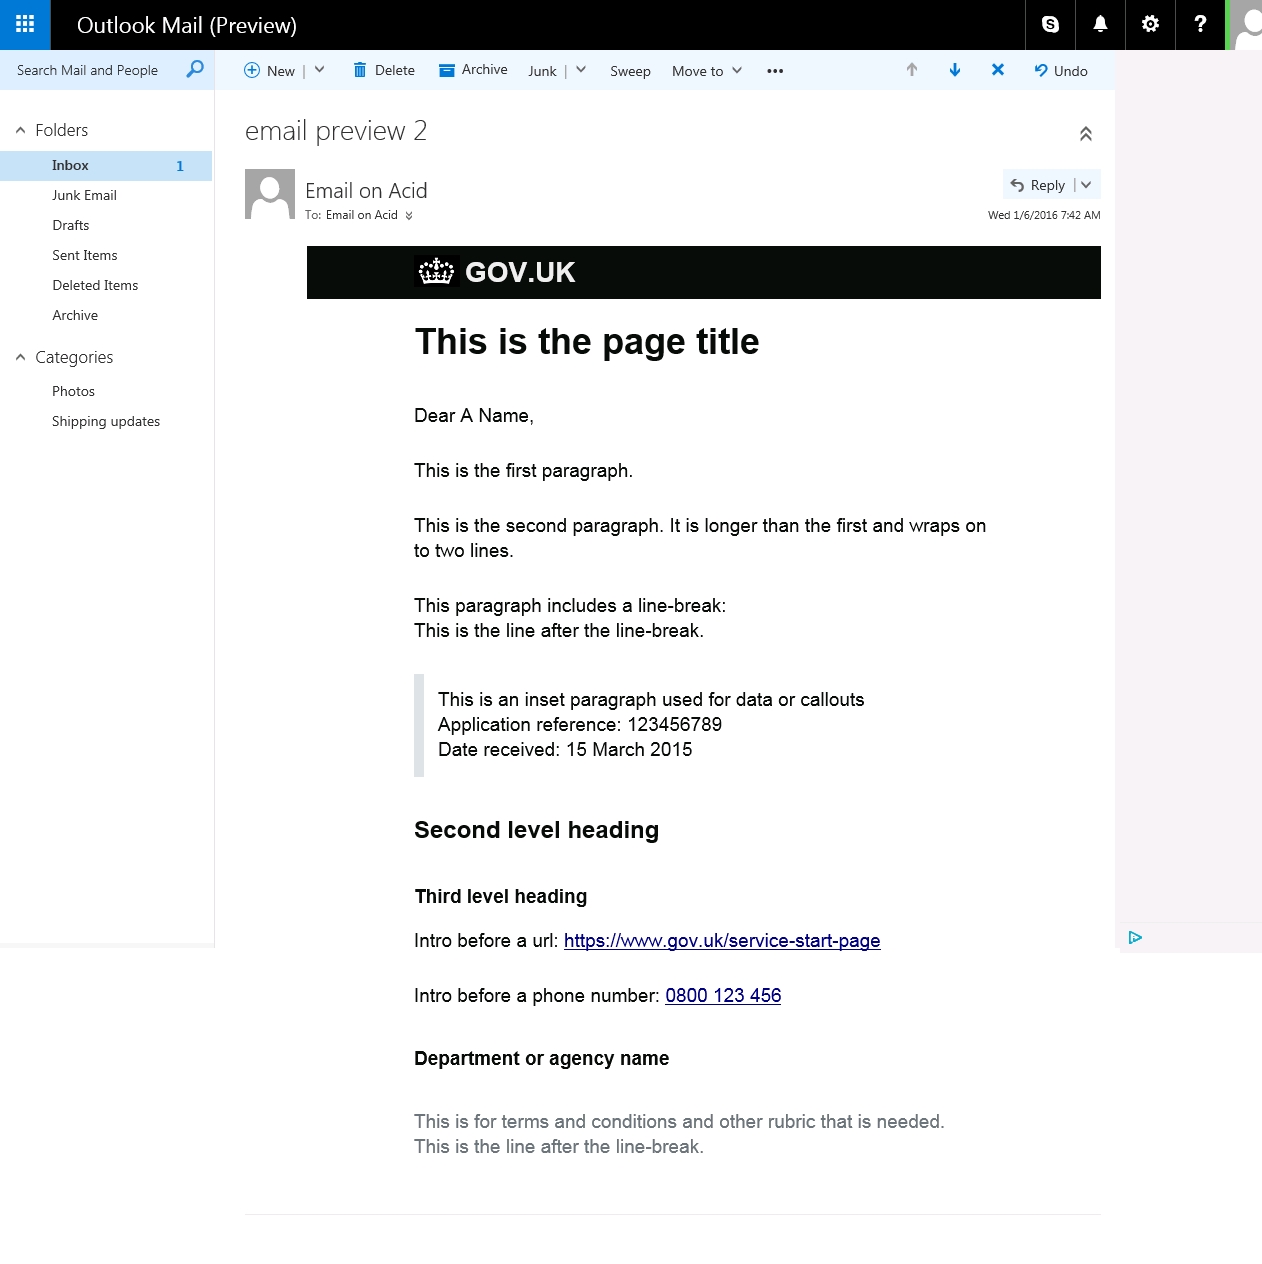 Outlook Mail (Preview)
?
Search Mail and People
New
Delete
Archive
Junk
Sweep
Move to
Undo
Folders
Inbox 1
Junk Email
Drafts
Sent Items
Deleted Items
Archive
Categories
Photos
Shipping updates
email preview 2
Email on Acid
To: Email on Acid
Reply
Wed 1/6/2016 7:42 AM
GOV.UK
This is the page title
Dear A Name,
This is the first paragraph.
This is the second paragraph. It is longer than the first and wraps on
to two lines.
This paragraph includes a line-break:
This is the line after the line-break.
This is an inset paragraph used for data or callouts
Application reference: 123456789
Date received: 15 March 2015
Second level heading
Third level heading
Intro before a url: https://www.gov.uk/service-start-page
Intro before a phone number: 0800 123 456
Department or agency name
This is for terms and conditions and other rubric that is needed.
This is the line after the line-break.